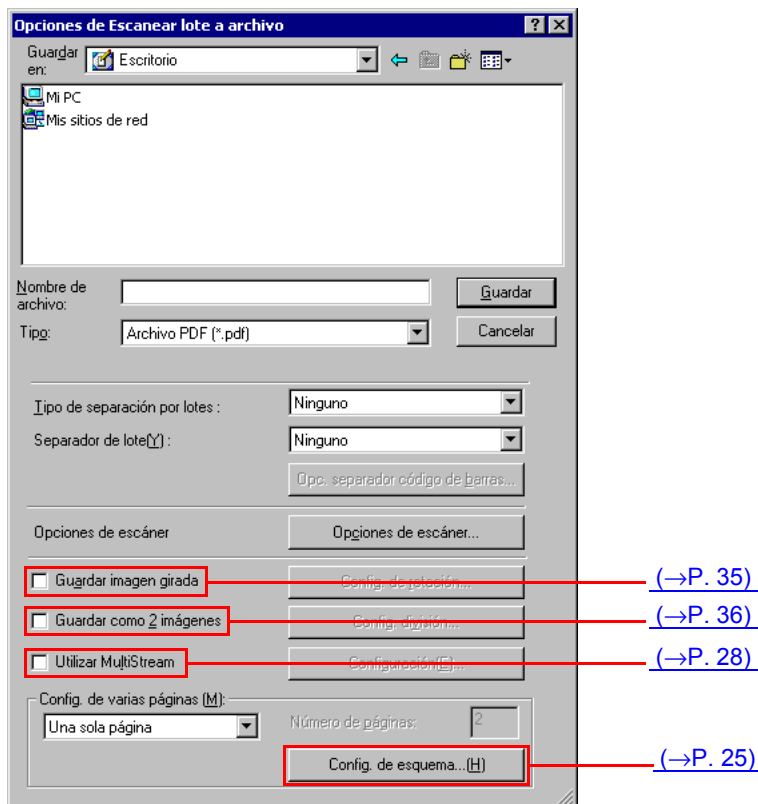 Opciones de Escanear lote a archivo
Guardar en:
Escritorio
Mi PC
Mis sitios de red
Nombre de archivo:
Guardar
Tipo:
Archivo PDF (*.pdf)
Cancelar
Tipo de separación por lotes :
Ninguno
Separador de lote(Y) :
Ninguno
Opc. separador código de barras...
Opciones de escáner
Opciones de escáner...
Guardar imagen girada
Config. de rotación...
(→P. 35)
Guardar como 2 imágenes
Config. división...
(→P. 36)
Utilizar MultiStream
Configuración(E)...
(→P. 28)
Config. de varias páginas (M):
Una sola página
Número de páginas:
2
Config. de esquema...(H)
(→P. 25)